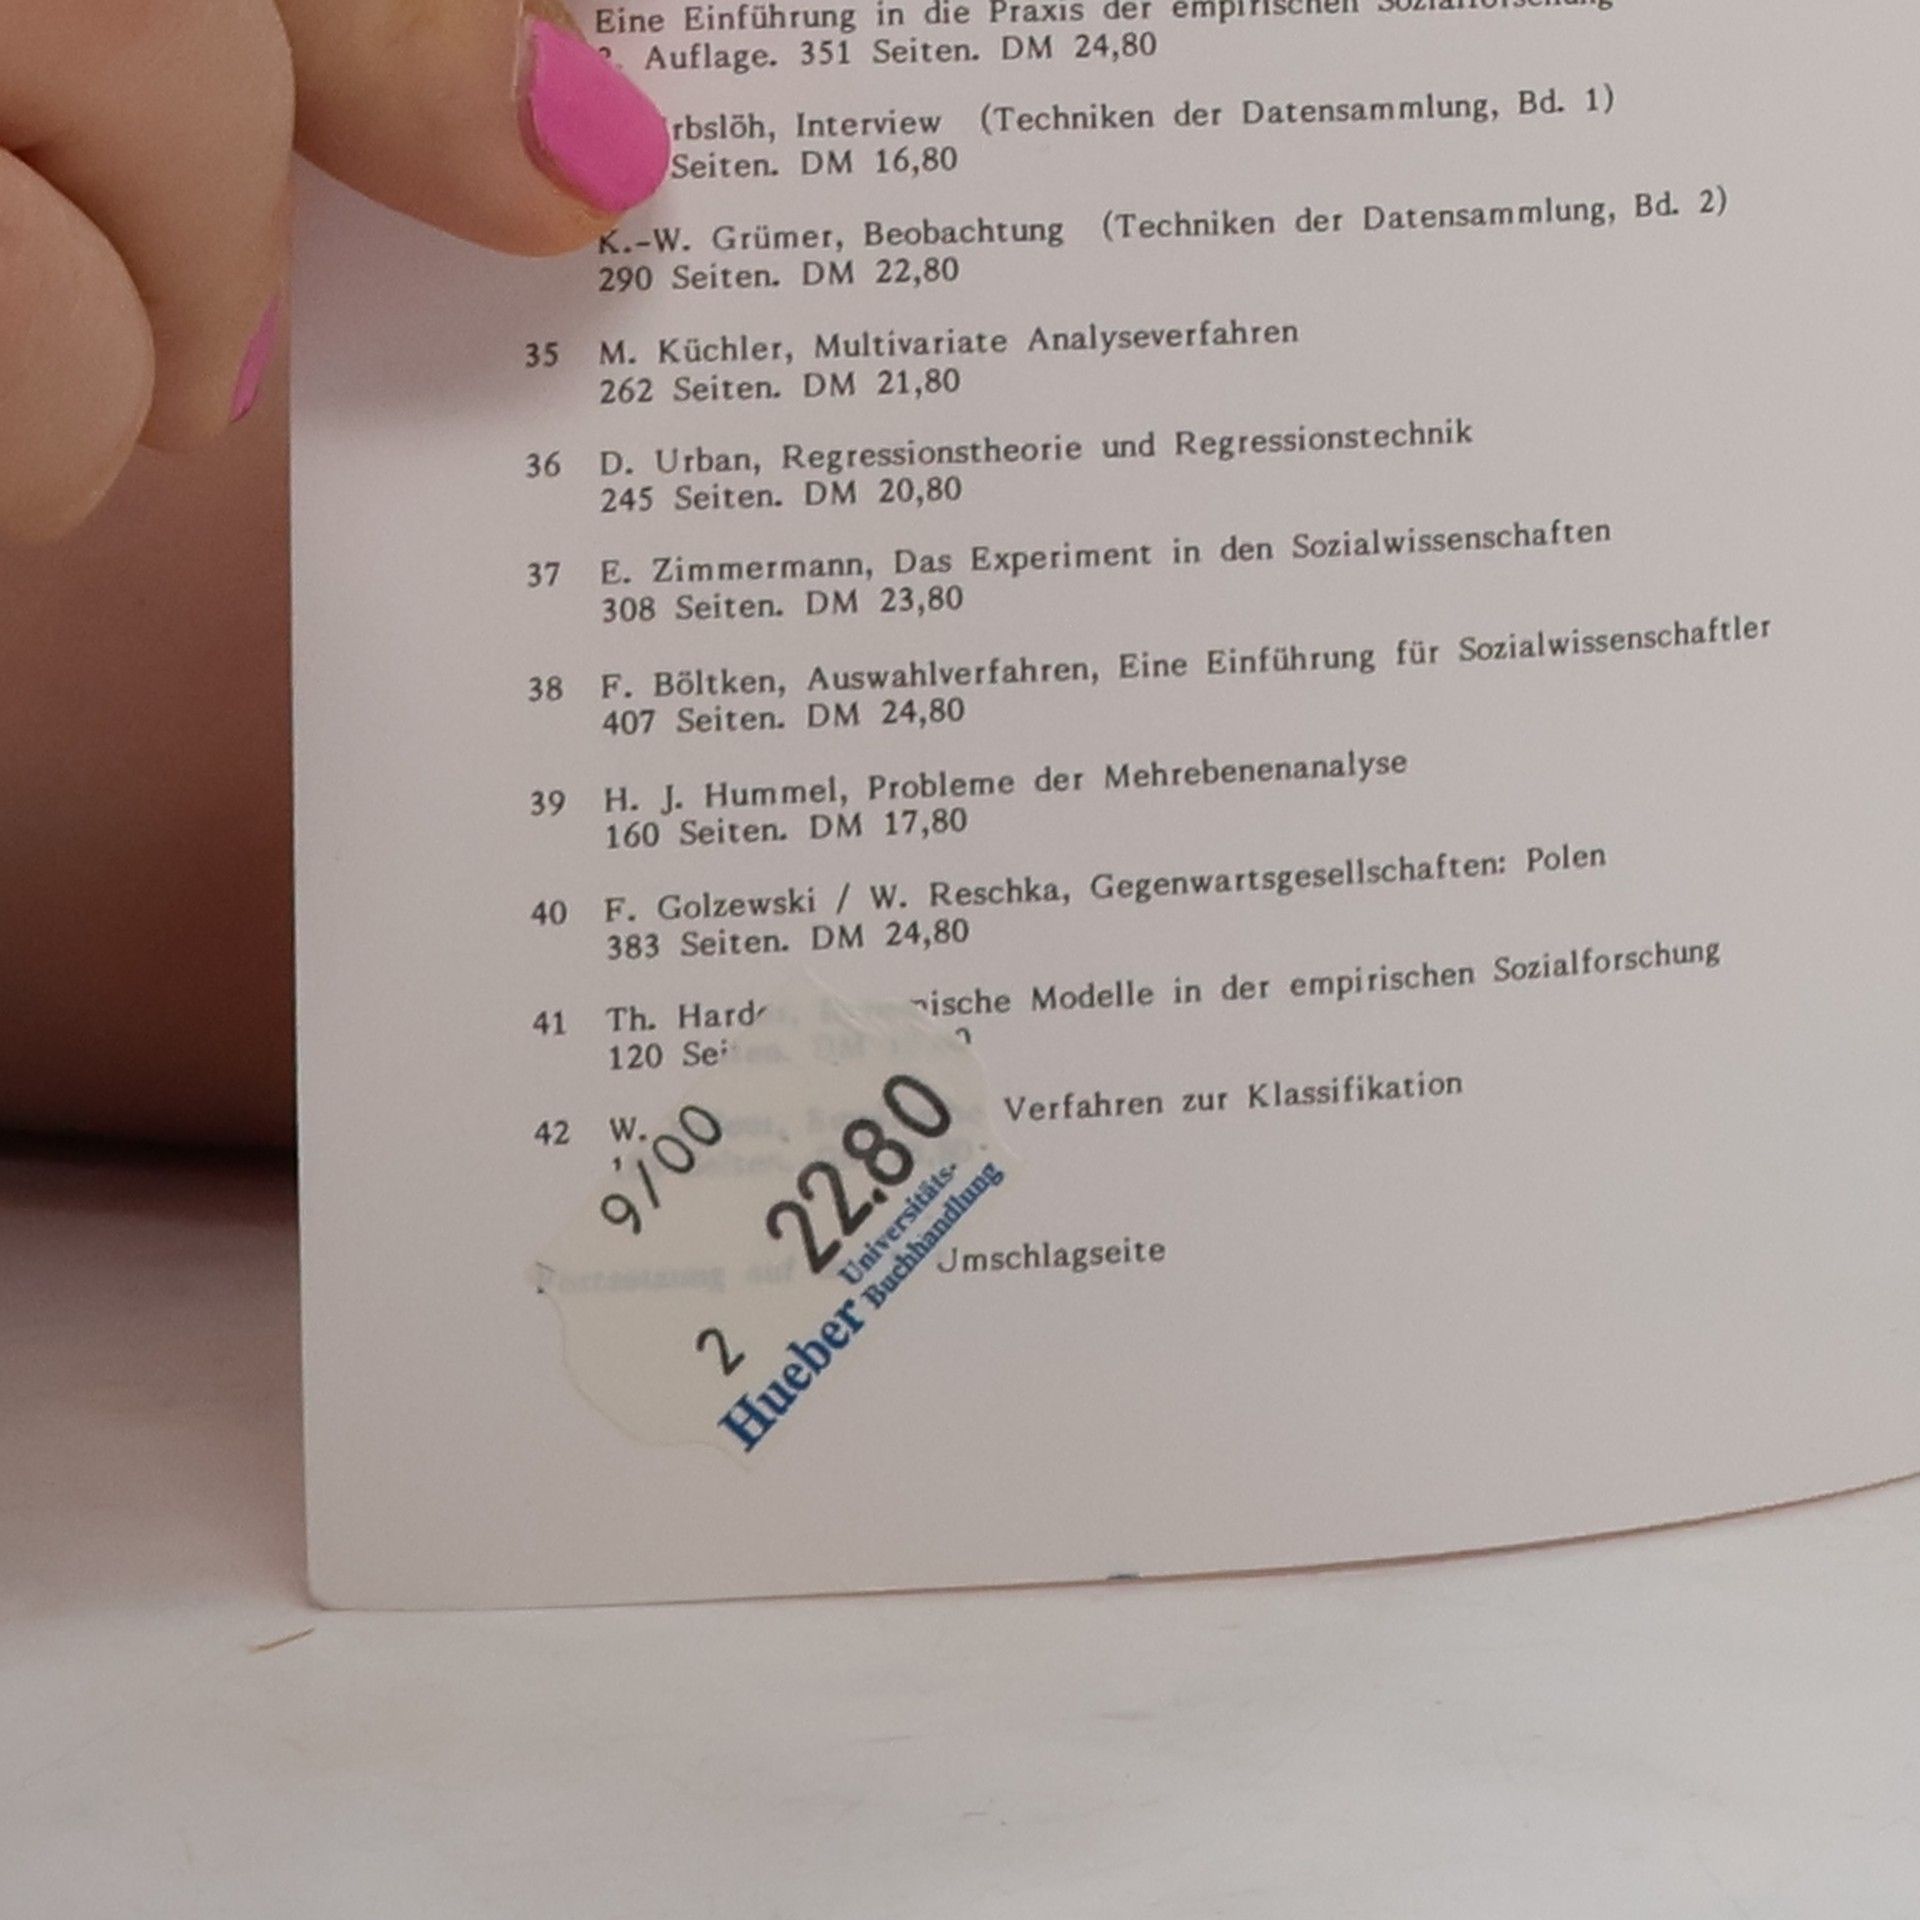 Eine Einführung in die Praxis der empirischen Sozialforschung
Auflage. 351 Seiten. DM 24,80
rbslöh, Interview (Techniken der Datensammlung, Bd. 1)
Seiten. DM 16,80
K.-W. Grümer, Beobachtung (Techniken der Datensammlung, Bd. 2)
290 Seiten. DM 22,80
35 M. Küchler, Multivariate Analyseverfahren
262 Seiten. DM 21,80
36 D. Urban, Regressionstheorie und Regressionstechnik
245 Seiten. DM 20,80
37 E. Zimmermann, Das Experiment in den Sozialwissenschaften
308 Seiten. DM 23,80
38 F. Böltken, Auswahlverfahren, Eine Einführung für Sozialwissenschaftler
407 Seiten. DM 24,80
39 H. J. Hummel, Probleme der Mehrebenenanalyse
160 Seiten. DM 17,80
40 F. Golzewski / W. Reschka, Gegenwartsgesellschaften: Polen
383 Seiten. DM 24,80
41 Th. Hard ische Modelle in der empirischen Sozialforschung
120 Sei
42 W. Verfahren zur Klassifikation
Umschlagseite
9/00
22.80
2
Hueber Universitäts-
Buchhandlung